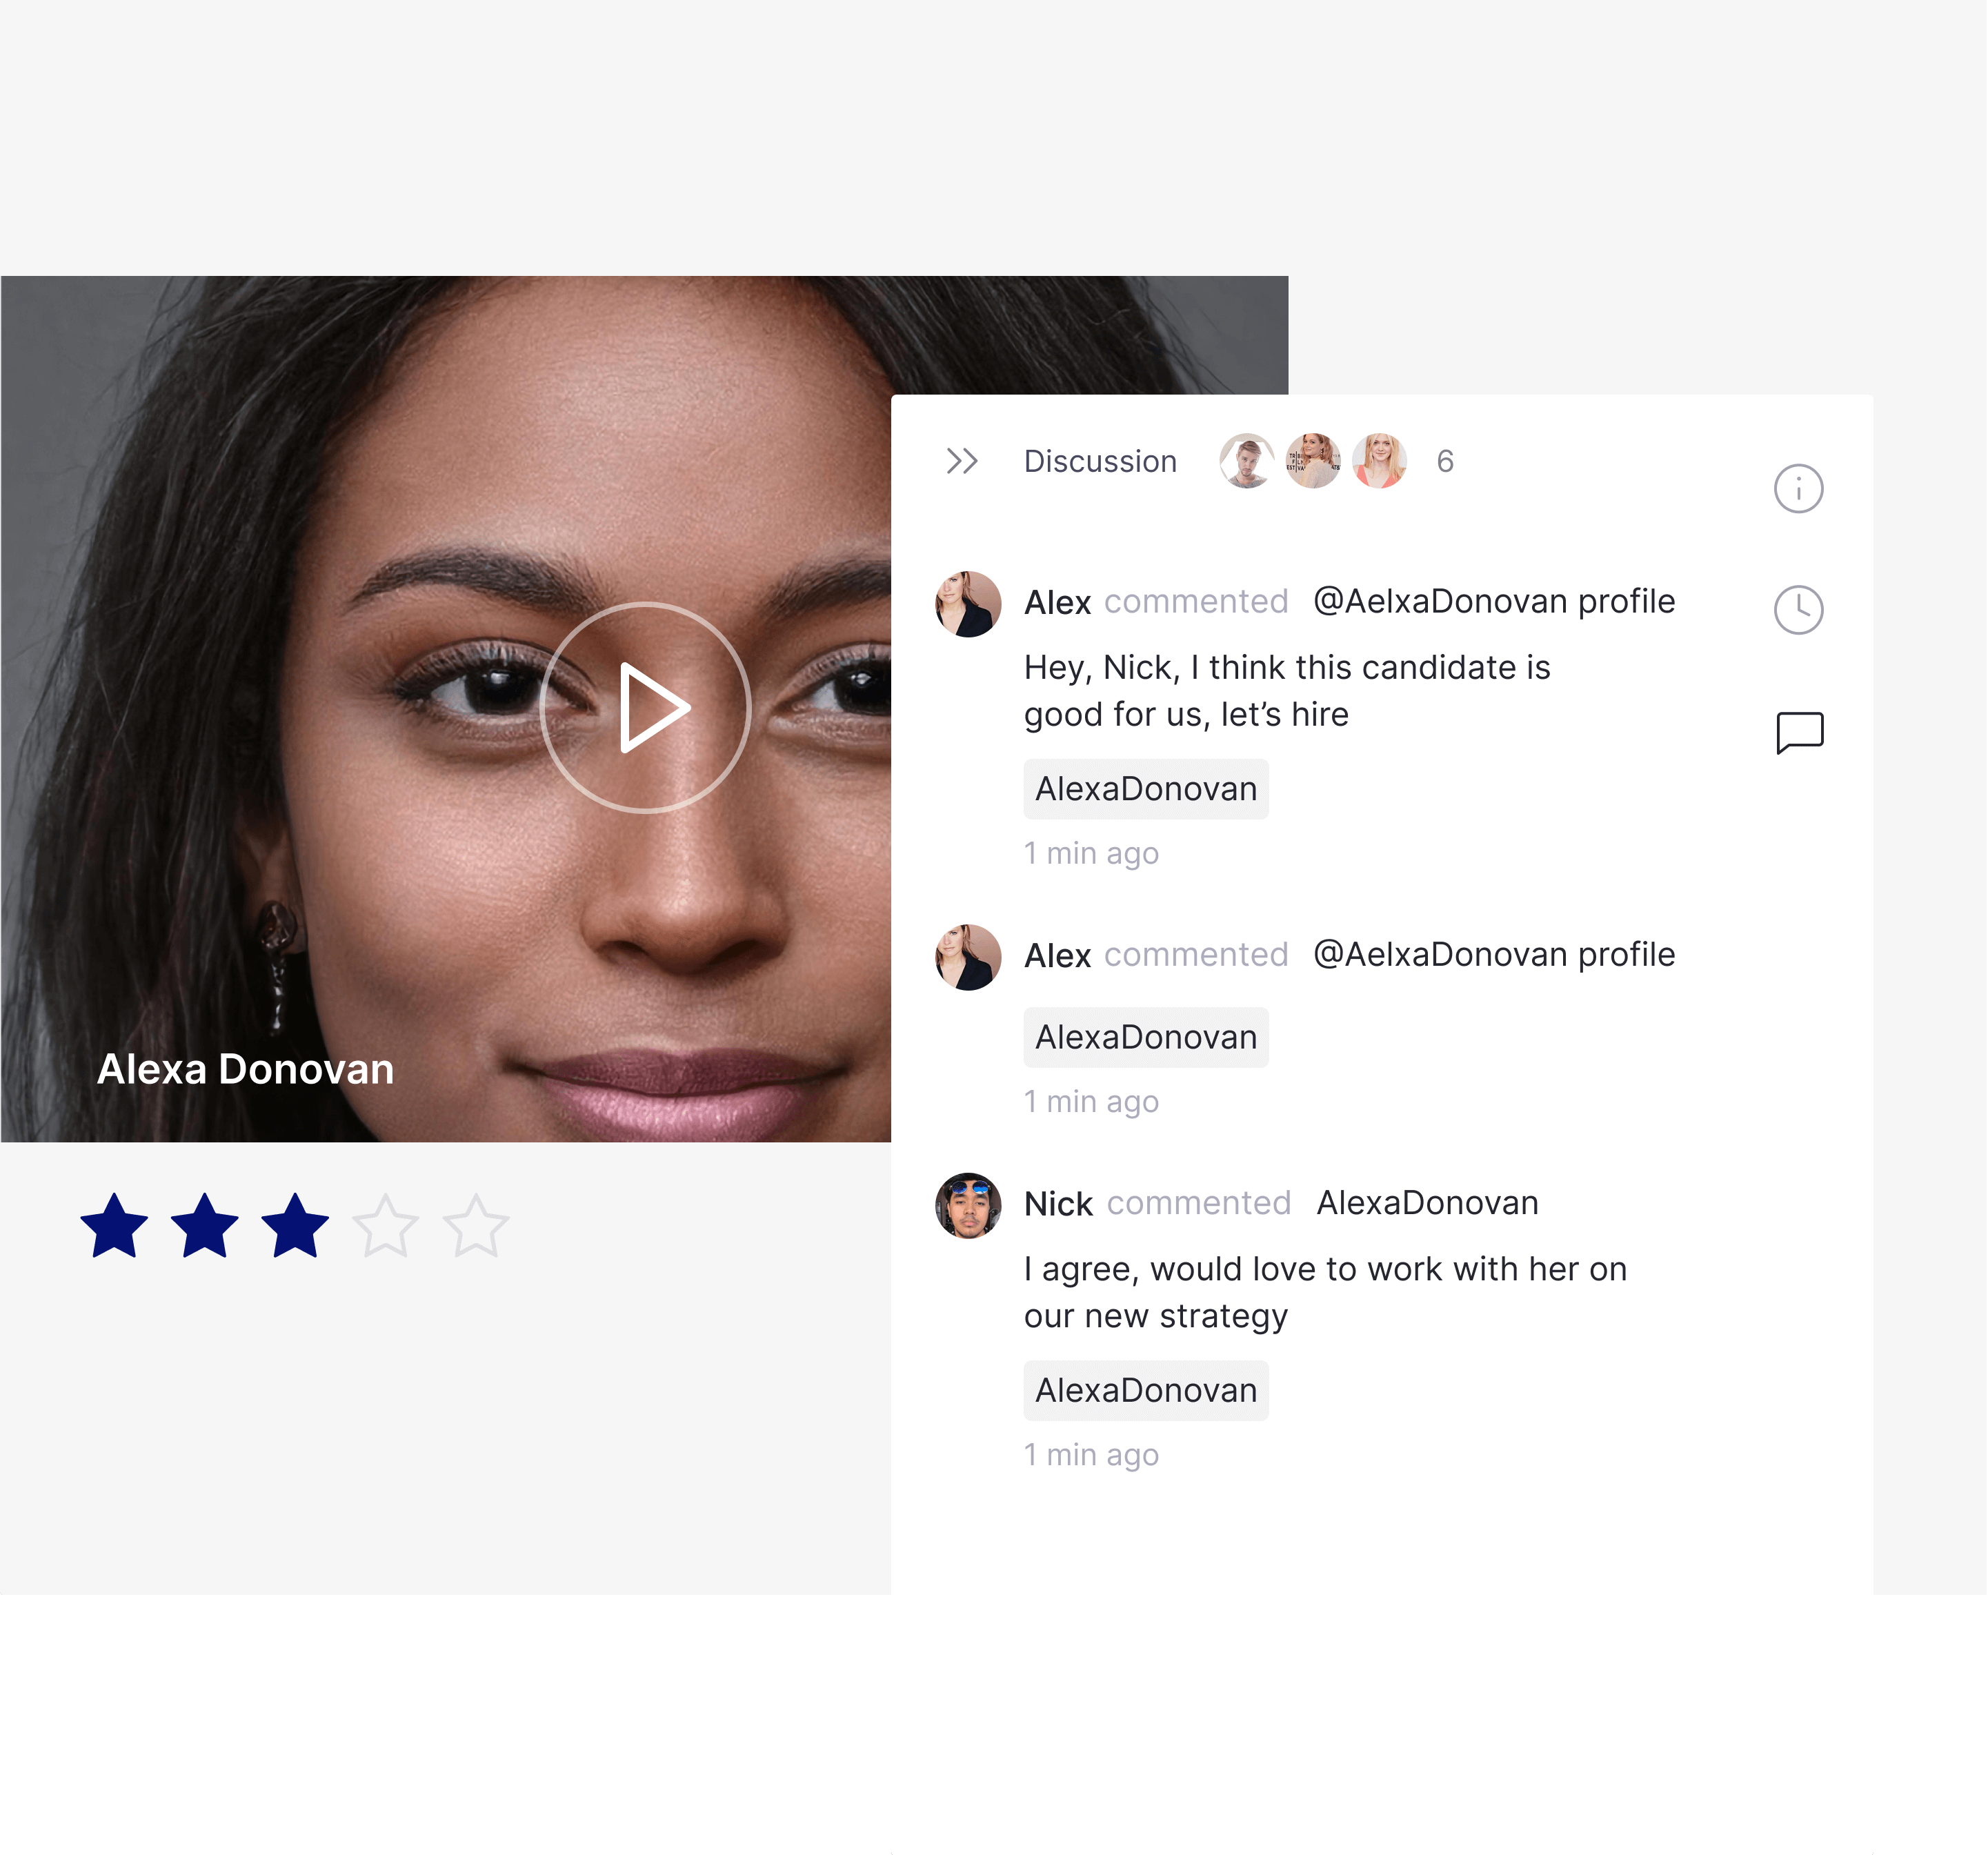 Discussion 6
Alex commented @AelxaDonovan profile
Hey, Nick, I think this candidate is
good for us, let’s hire
AlexaDonovan
1 min ago
Alex commented @AelxaDonovan profile
AlexaDonovan
1 min ago
Nick commented AlexaDonovan
I agree, would love to work with her on
our new strategy
AlexaDonovan
1 min ago
Alexa Donovan